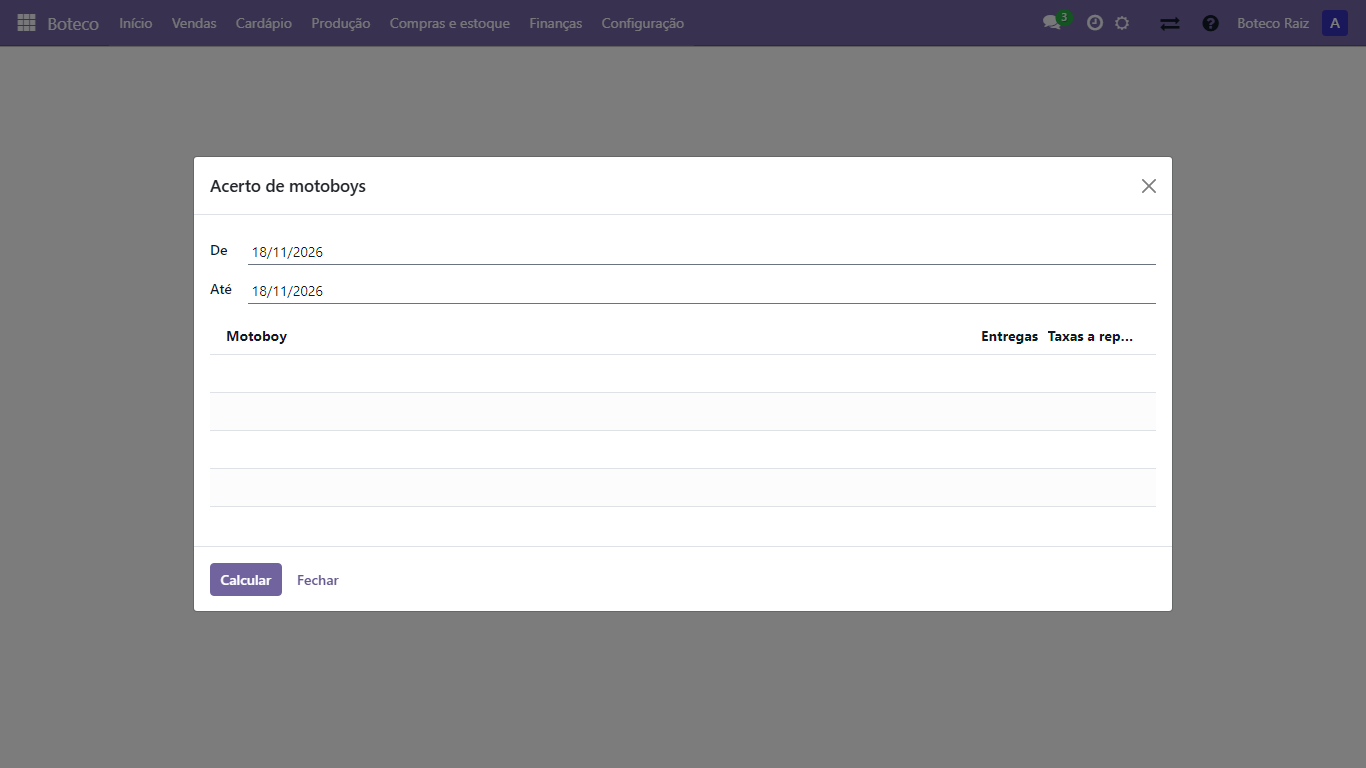 Boteco Início Vendas Cardápio Produção Compras e estoque Finanças Configuração 3 Boteco Raiz A
Acerto de motoboys
De 18/11/2026
Até 18/11/2026
Motoboy Entregas Taxas a rep...
Calcular Fechar